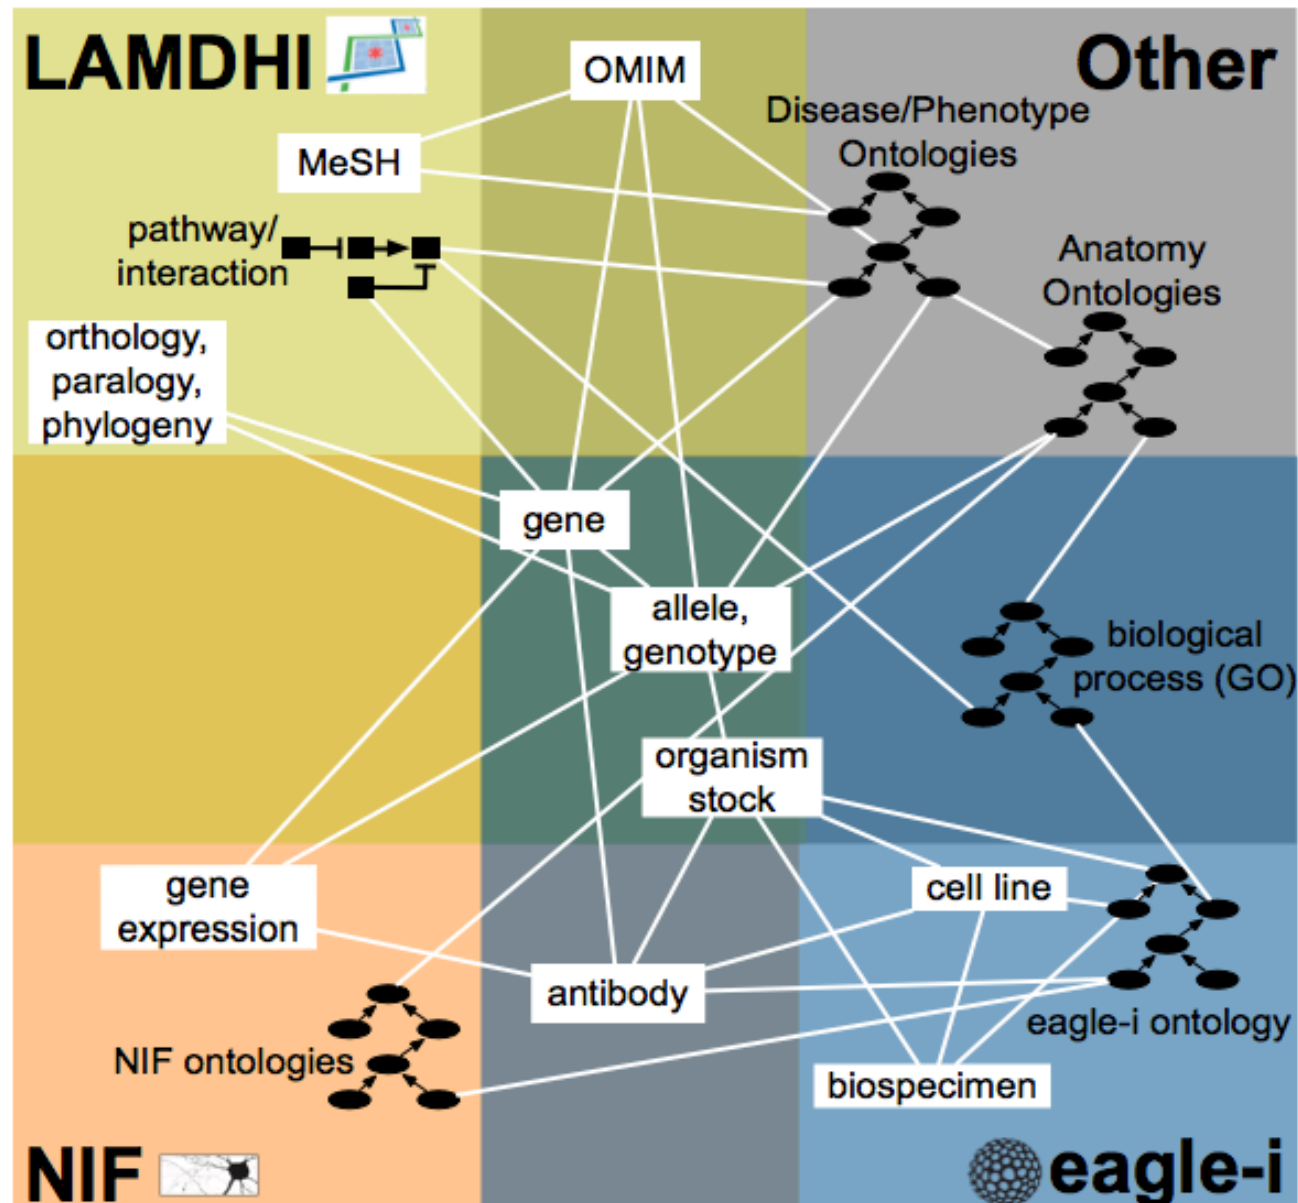 LAMDHI
OMIM
Other
Disease/Phenotype
Ontologies
MeSH
pathway/
interaction
Anatomy
Ontologies
orthology,
paralogy,
phylogeny
gene
allele,
genotype
biological
process (GO)
organism
stock
gene
expression
cell line
antibody
eagle-i ontology
NIF ontologies
biospecimen
NIF
eagle-i